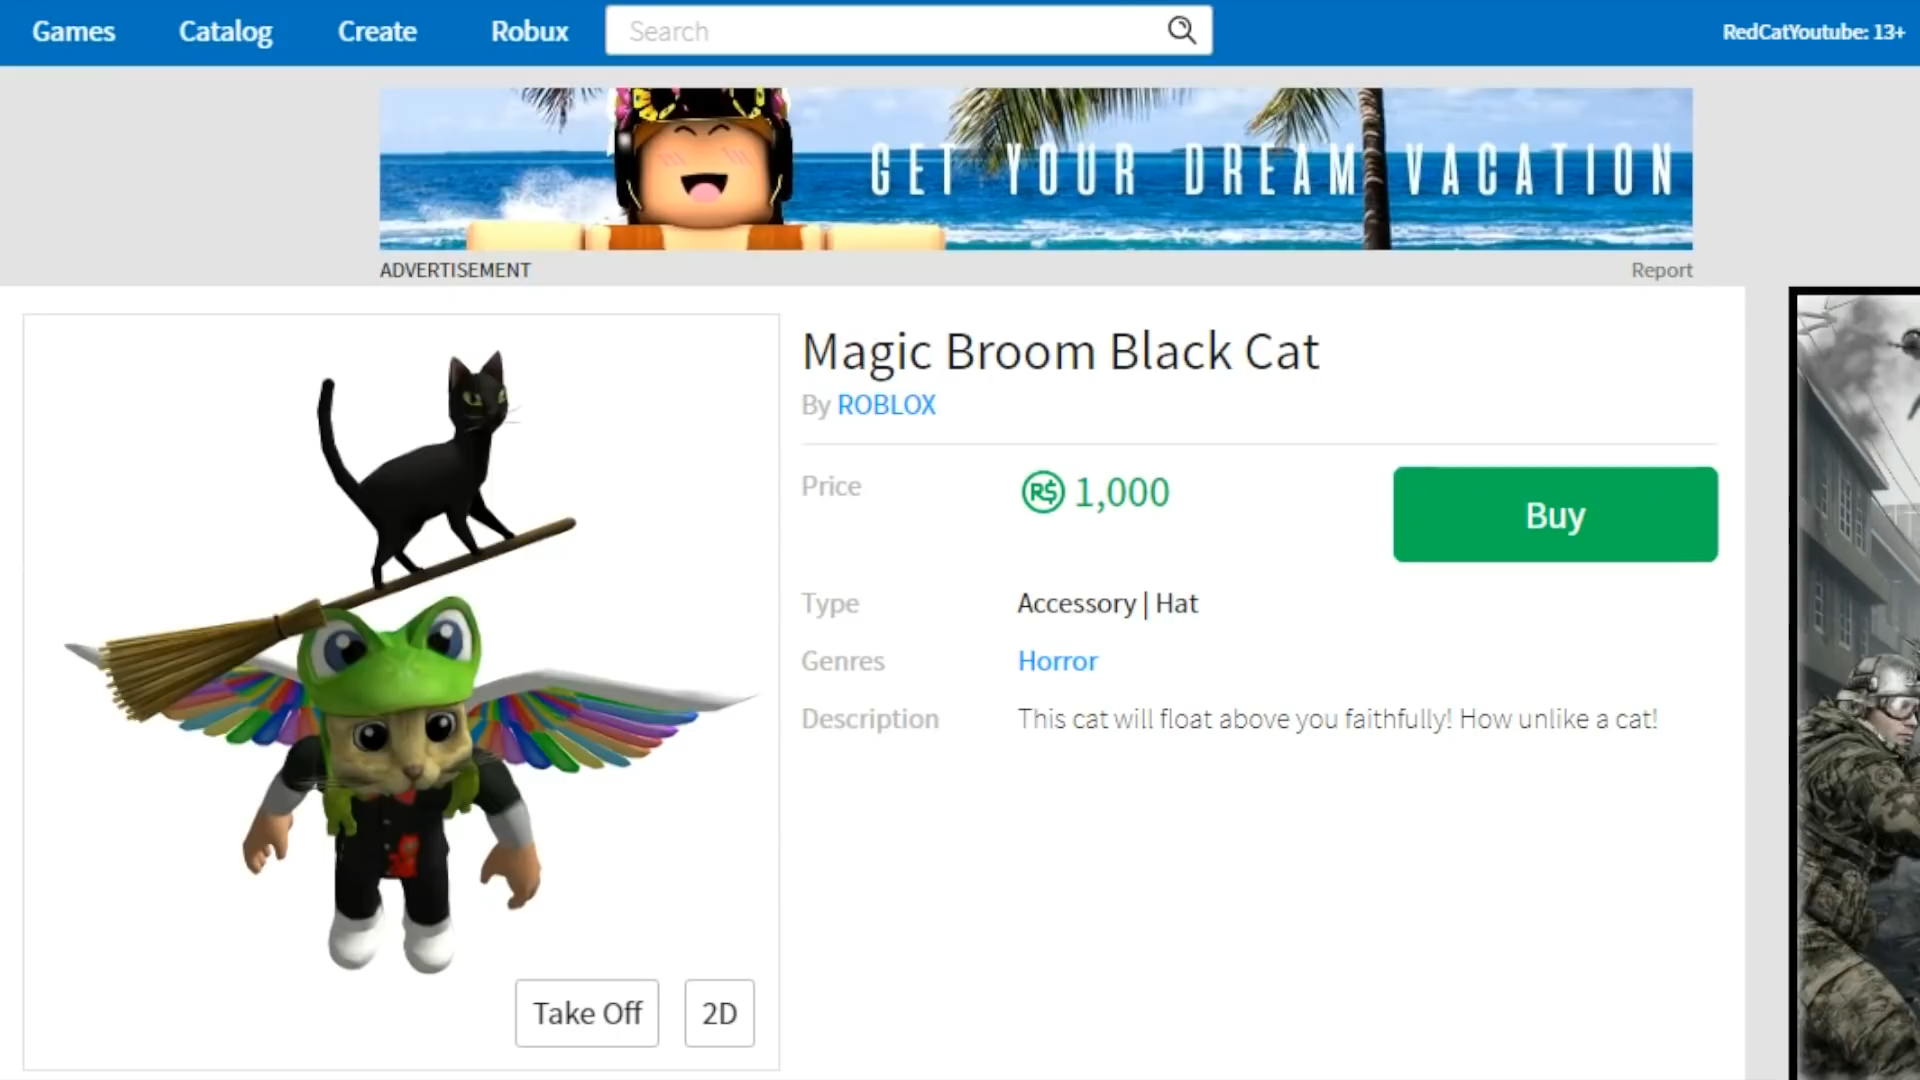 Games Catalog Create Robux Search RedCatYoutube: 13+
GET YOUR DREAM VACATION
ADVERTISEMENT Report
Magic Broom Black Cat
By ROBLOX
Price R$ 1,000 Buy
Type Accessory | Hat
Genres Horror
Description This cat will float above you faithfully! How unlike a cat!
Take Off 2D